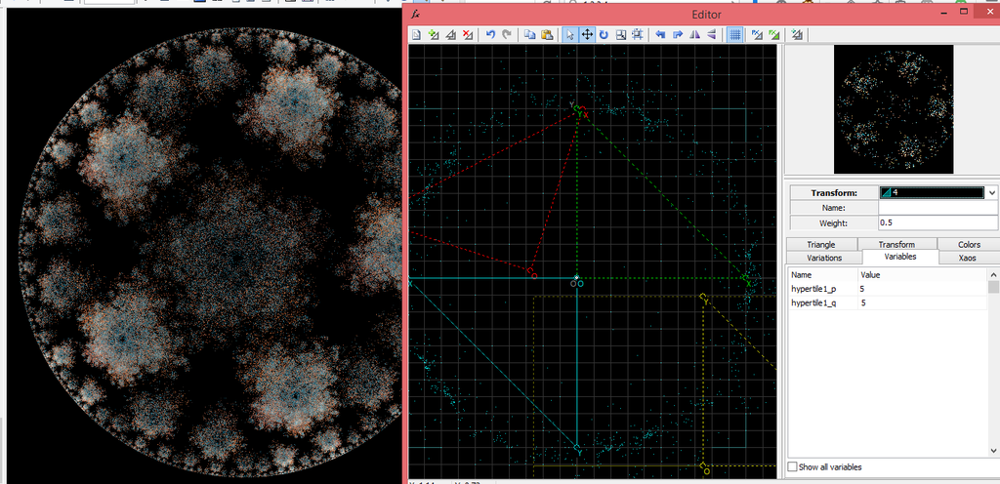 Editor
Transform: 4
Name:
Weight: 0.5
Triangle Transform Colors
Variations Variables Xaos
Name Value
hypertile1_p 5
hypertile1_q 5
Show all variables
Y
X
O
X
O O
X
Y
Y
O